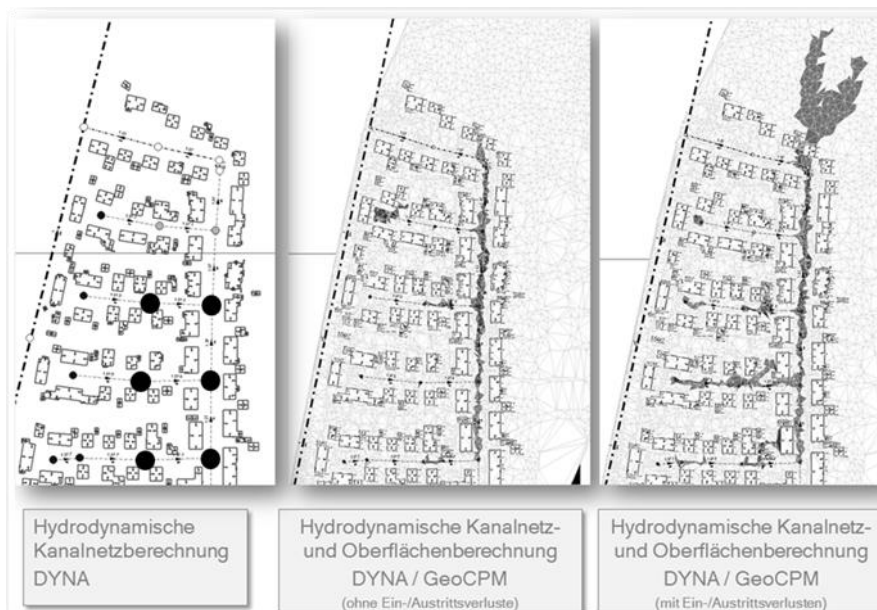 Hydrodynamische
Kanalnetzberechnung
DYNA
Hydrodynamische Kanalnetz-
und Oberflächenberechnung
DYNA / GeoCPM
(ohne Ein-/Austrittsverluste)
Hydrodynamische Kanalnetz-
und Oberflächenberechnung
DYNA / GeoCPM
(mit Ein-/Austrittsverlusten)